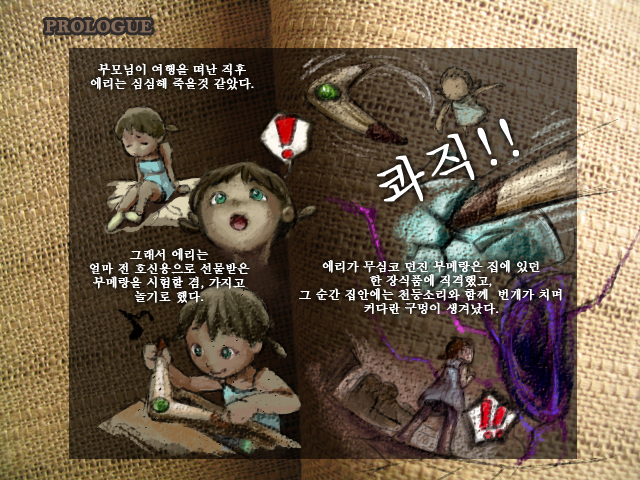 PROLOGUE
부모님이 여행을 떠난 직후
에리는 심심해 죽을것 같았다.
그래서 에리는
얼마 전 호신용으로 선물받은
부메랑을 시험할 겸, 가지고
놀기로 했다.
콰직!!
에리가 무심코 던진 부메랑은 집에 있던
한 장식품에 직격했고,
그 순간 집안에는 천둥소리와 함께 번개가 치며
커다란 구멍이 생겨났다.